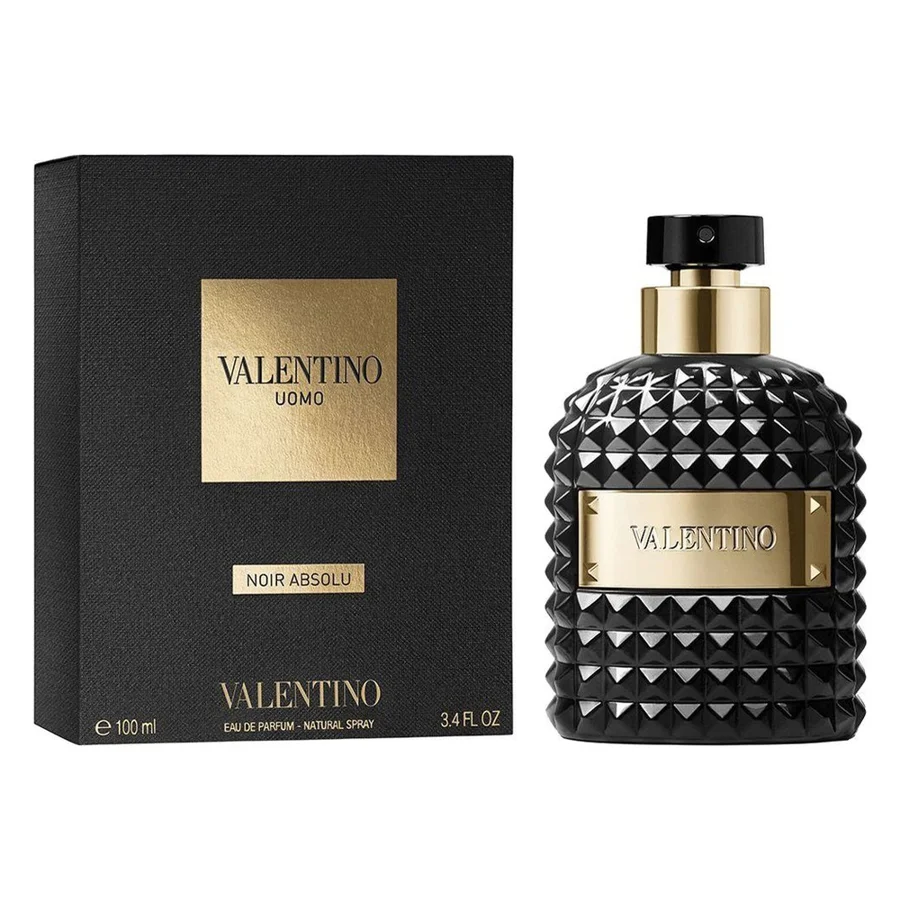 VALENTINO
UOMO
NOIR ABSOLU
VALENTINO
℮ 100 ml
EAU DE PARFUM - NATURAL SPRAY
3.4 FL OZ
VALENTINO